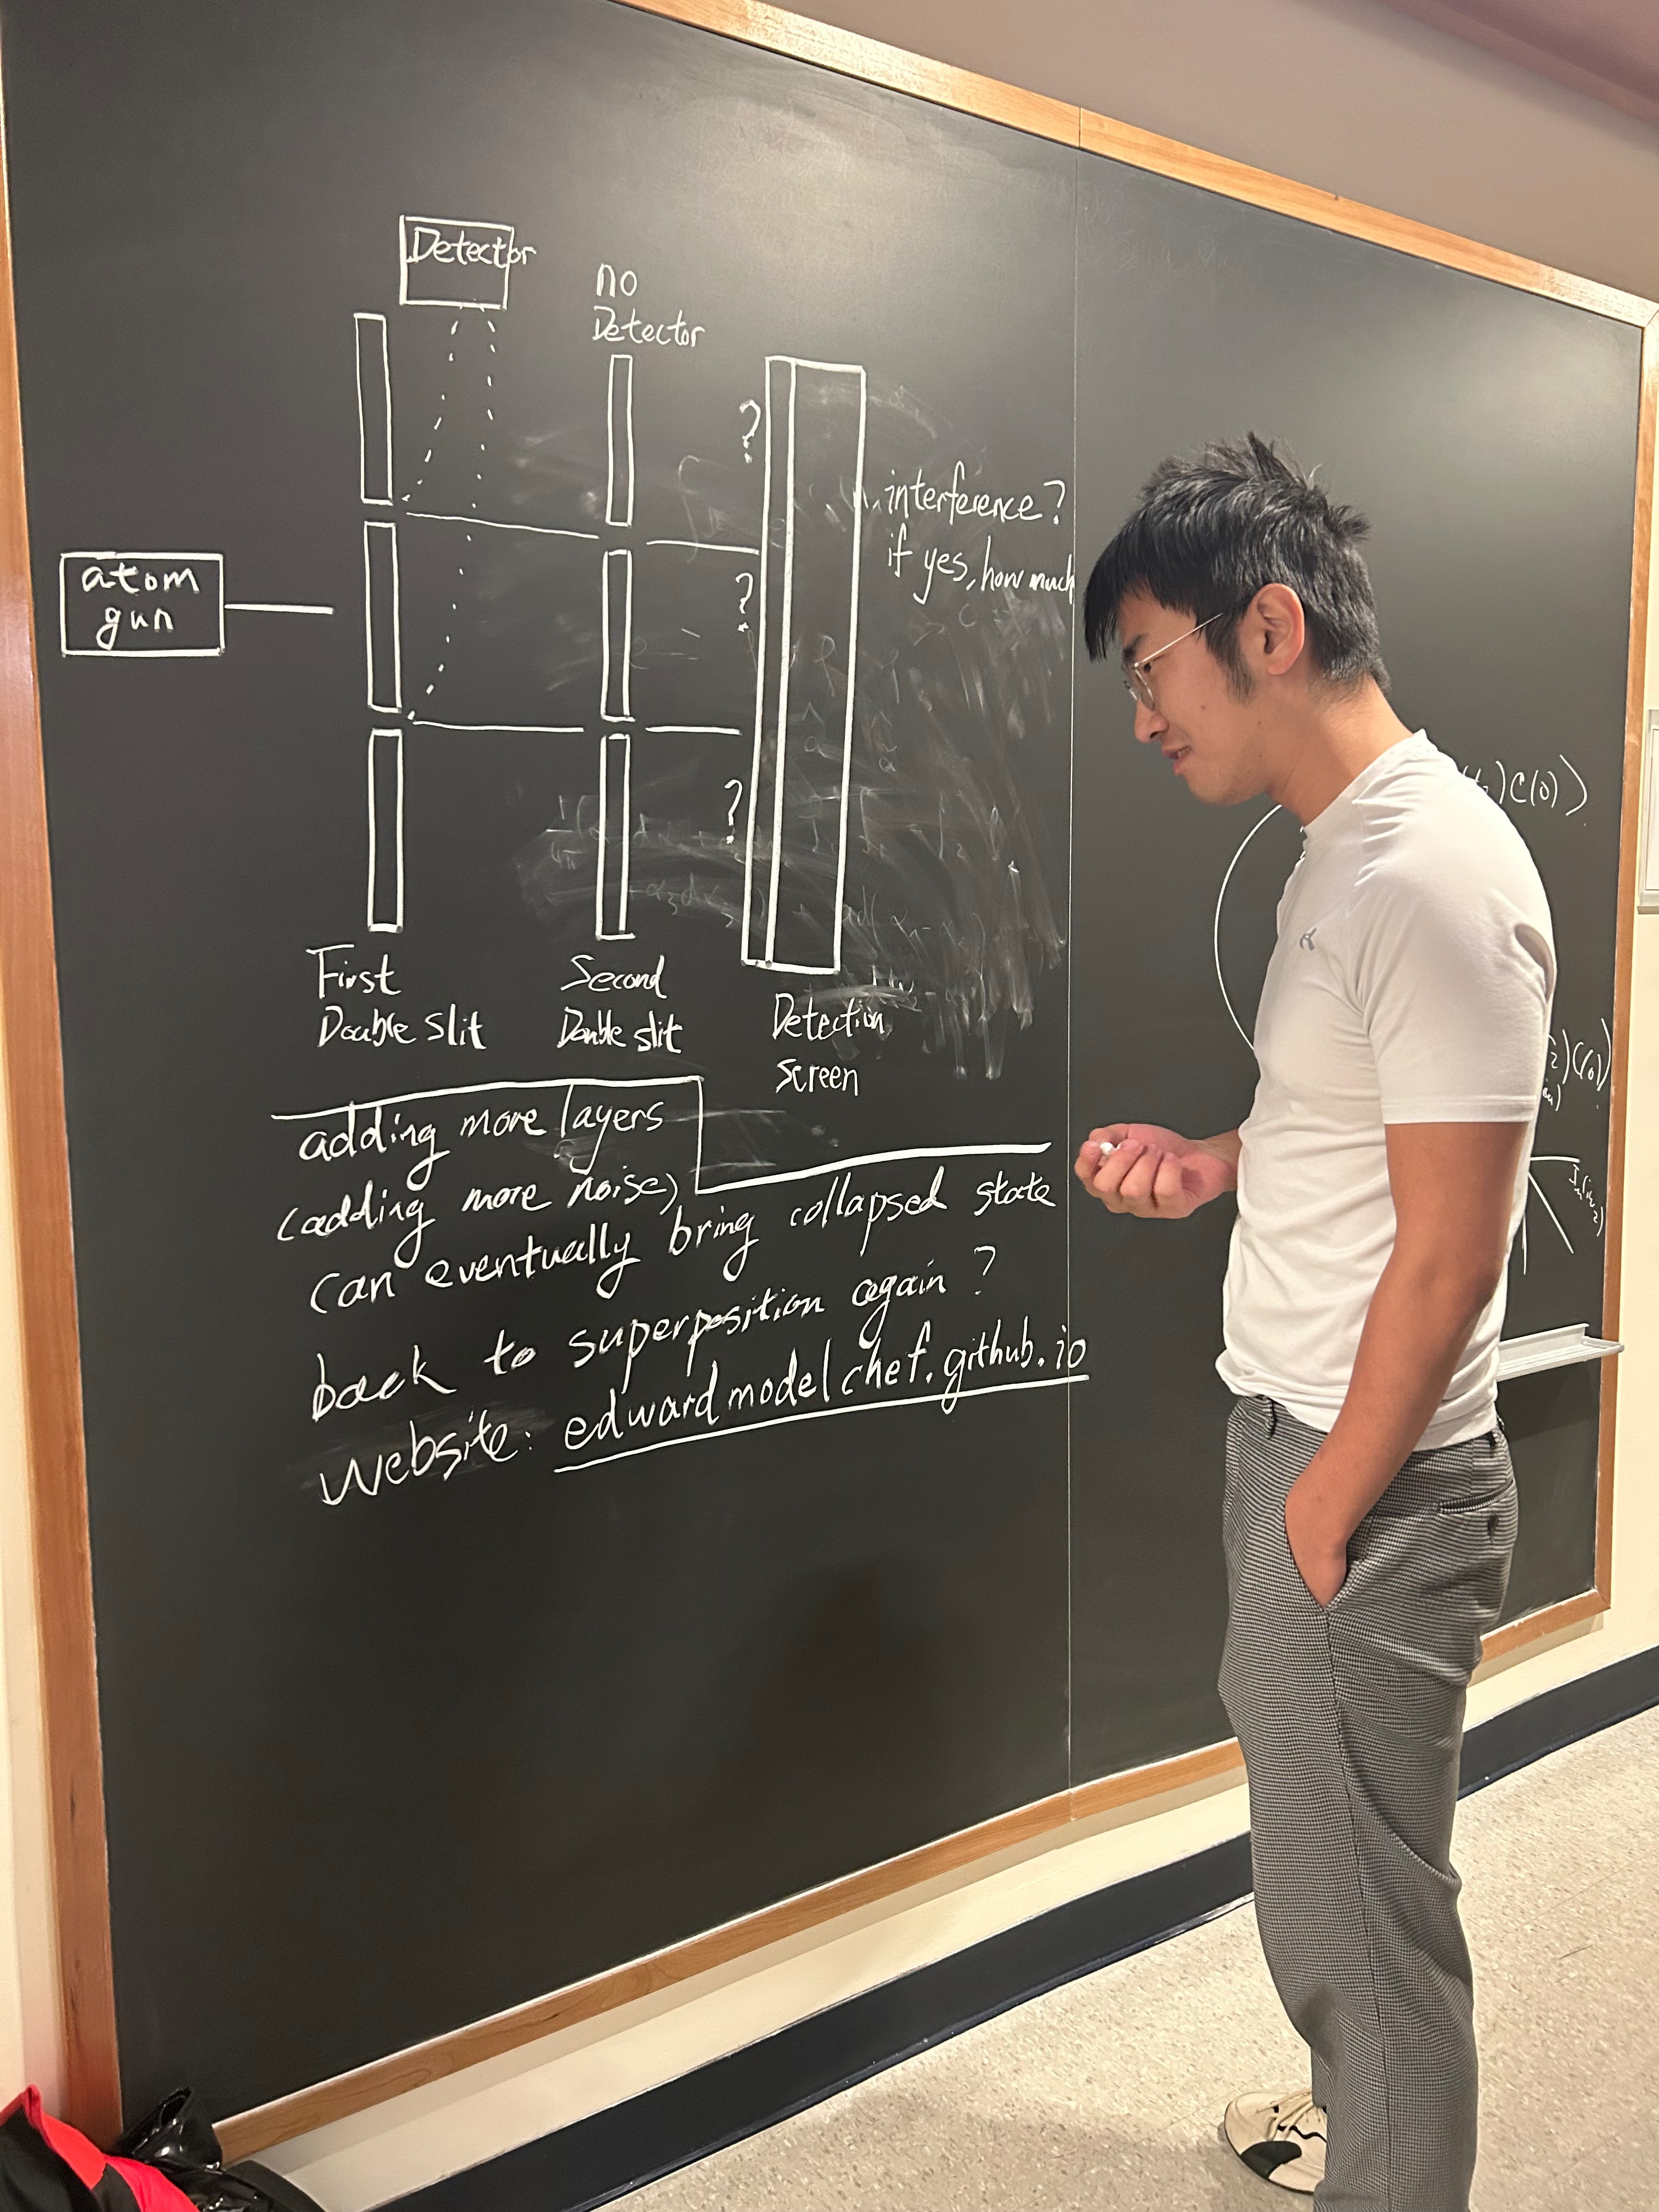 Detector
no
Detector
?
interference?
if yes, how much
atom
gun
?
?
First
Double slit
Second
Double slit
Detection
screen
adding more layers
(adding more noise)
can eventually bring collapsed state
back to superposition again?
website: edwardmodelchef.github.io
)C(0)⟩